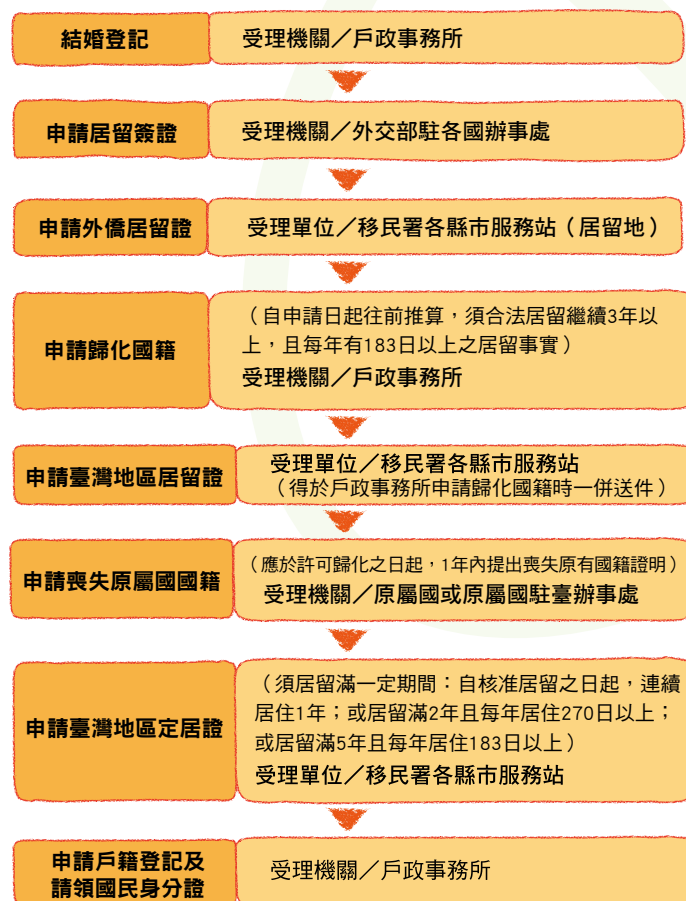 結婚登記
受理機關／戶政事務所
申請居留簽證
受理機關／外交部駐各國辦事處
申請外僑居留證
受理單位／移民署各縣市服務站（居留地）
申請歸化國籍
（自申請日起往前推算，須合法居留繼續3年以
上，且每年有183日以上之居留事實）
受理機關／戶政事務所
申請臺灣地區居留證
受理單位／移民署各縣市服務站
（得於戶政事務所申請歸化國籍時一併送件）
申請喪失原屬國國籍
（應於許可歸化之日起，1年內提出喪失原有國籍證明）
受理機關／原屬國或原屬國駐臺辦事處
申請臺灣地區定居證
（須居留滿一定期間：自核准居留之日起，連續
居住1年；或居留滿2年且每年居住270日以上；
或居留滿5年且每年居住183日以上）
受理單位／移民署各縣市服務站
申請戶籍登記及
請領國民身分證
受理機關／戶政事務所